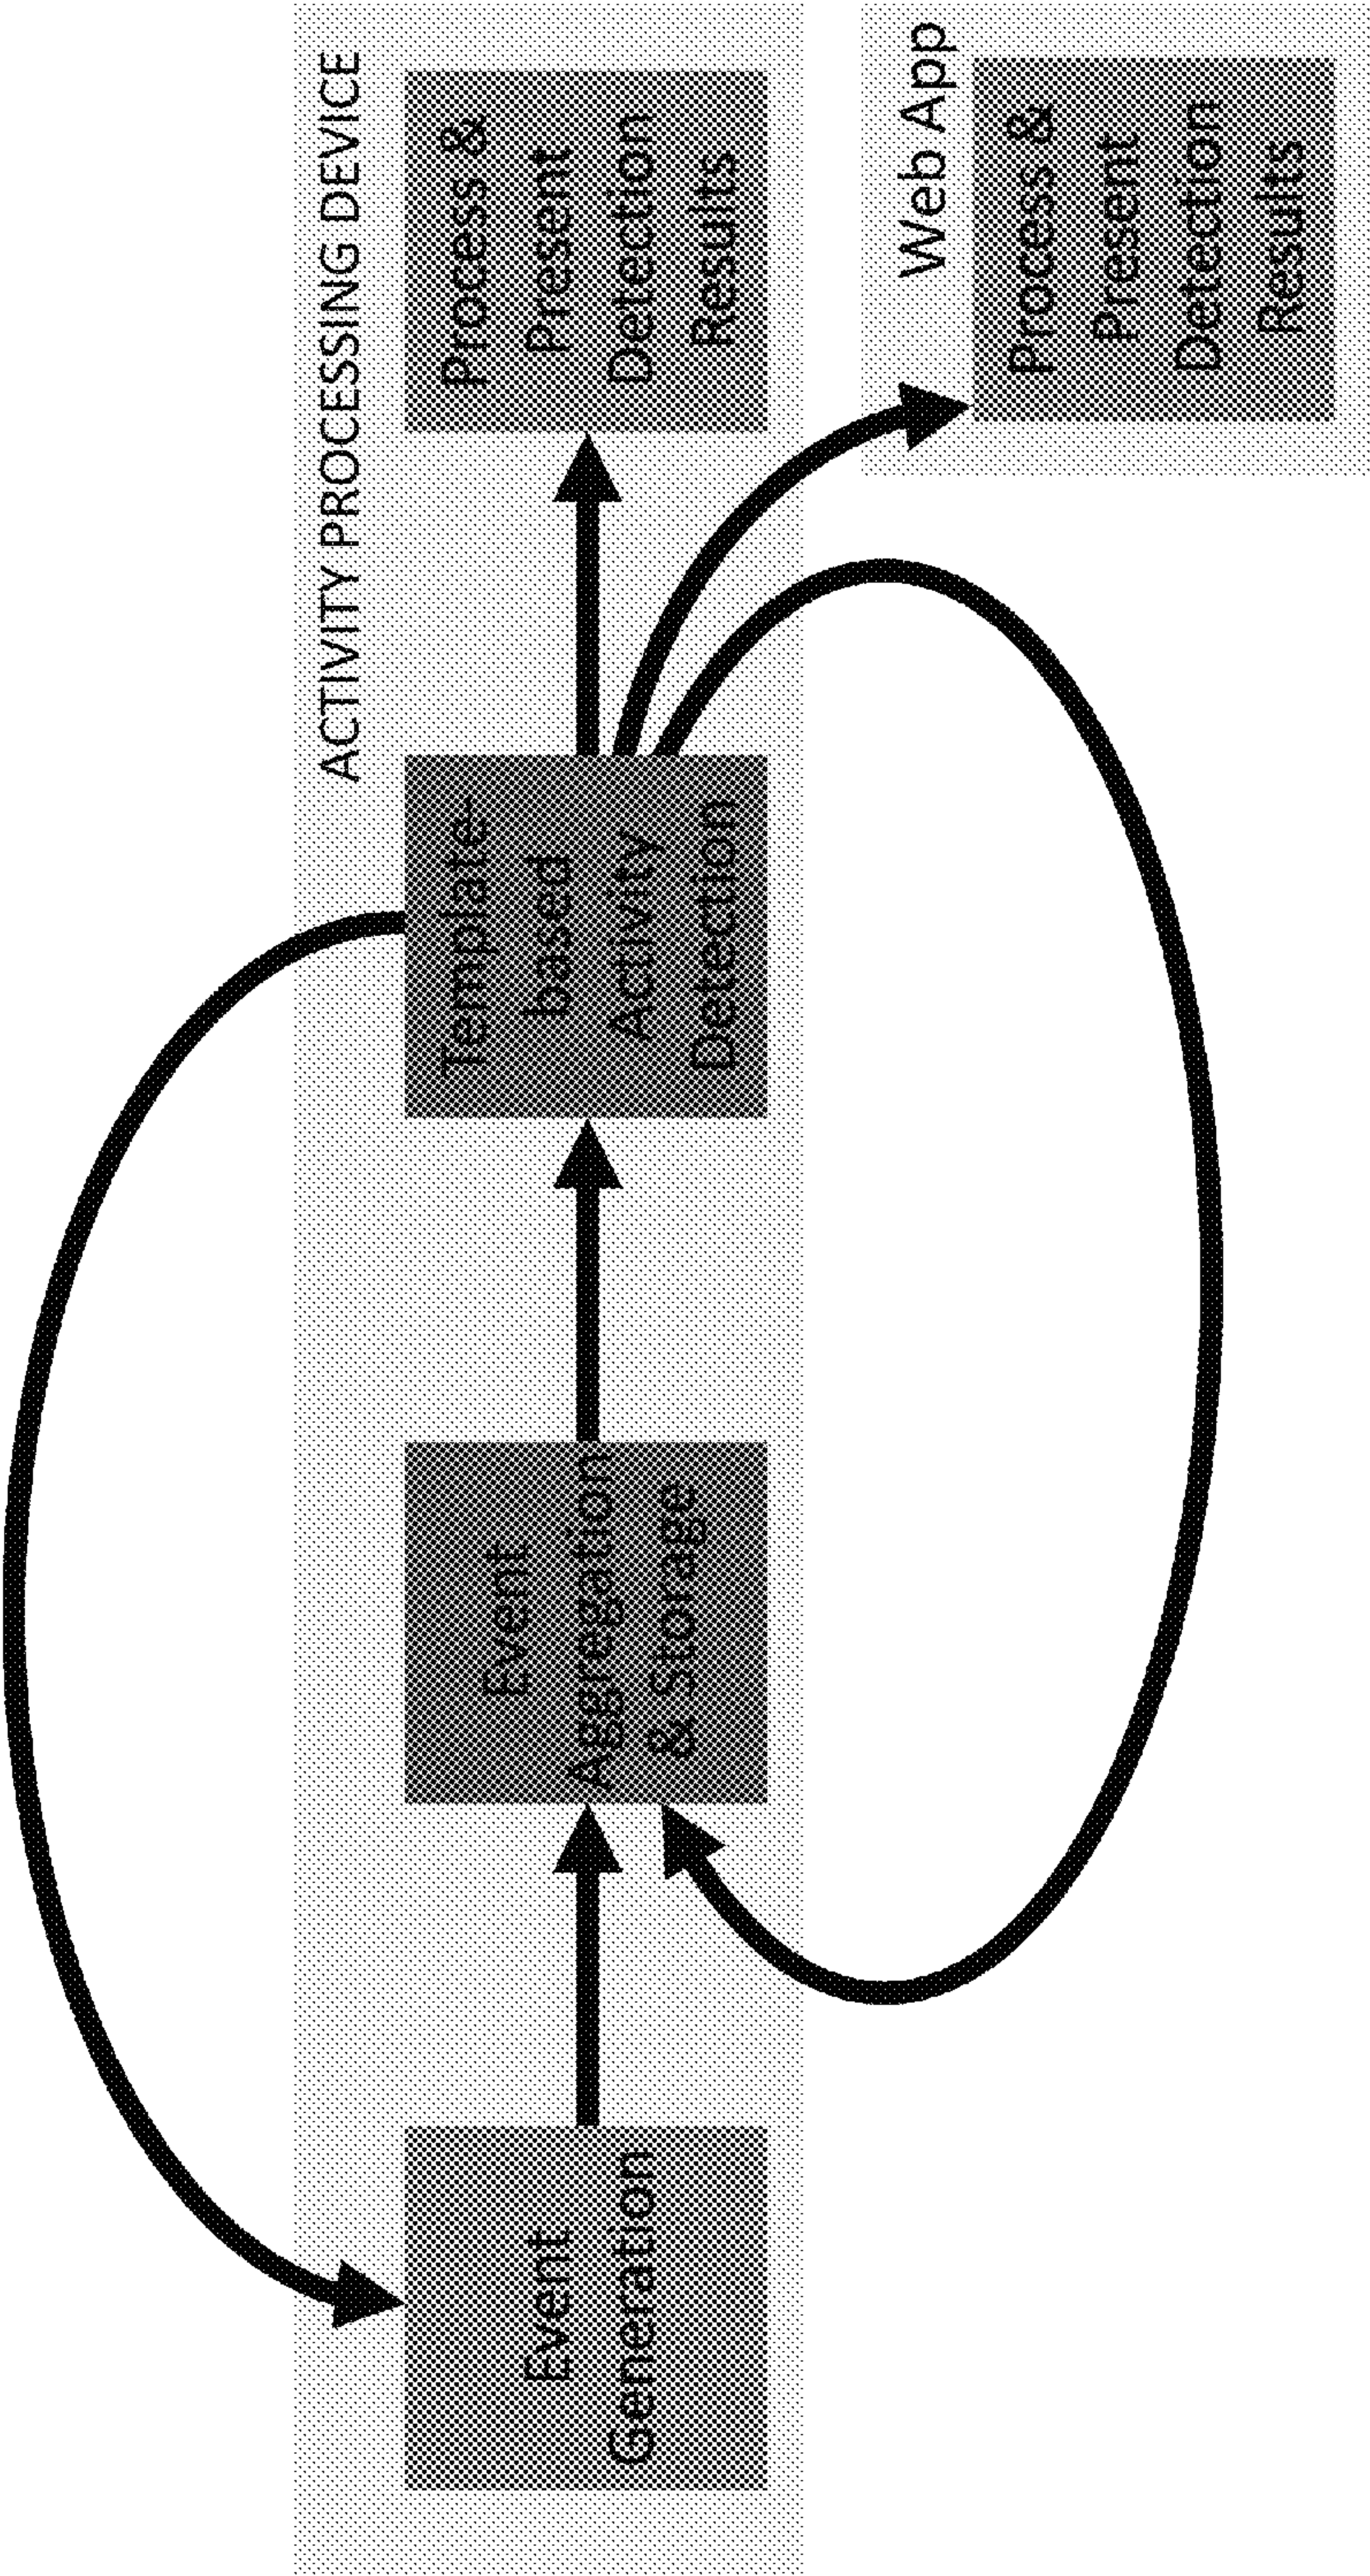 ACTIVITY PROCESSING DEVICE
Event
Generation
Event
Aggregation
& Storage
Template-
based
Activity
Detection
Process &
Present
Detection
Results
Web App
Process &
Present
Detection
Results